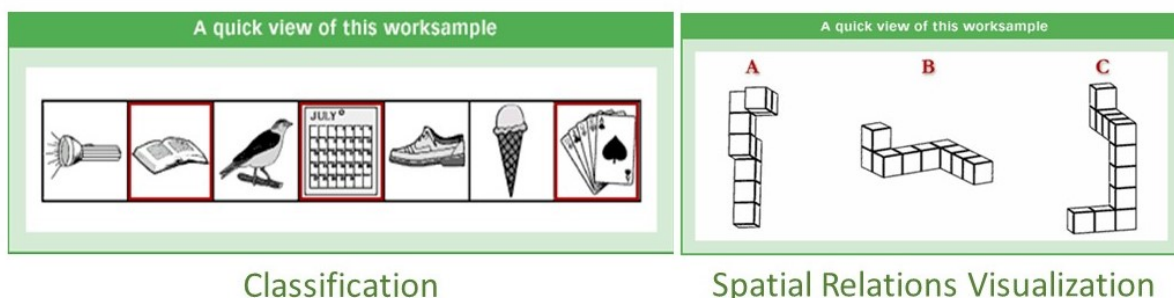 A quick view of this worksample
JULY
Classification
A quick view of this worksample
A
B
C
Spatial Relations Visualization